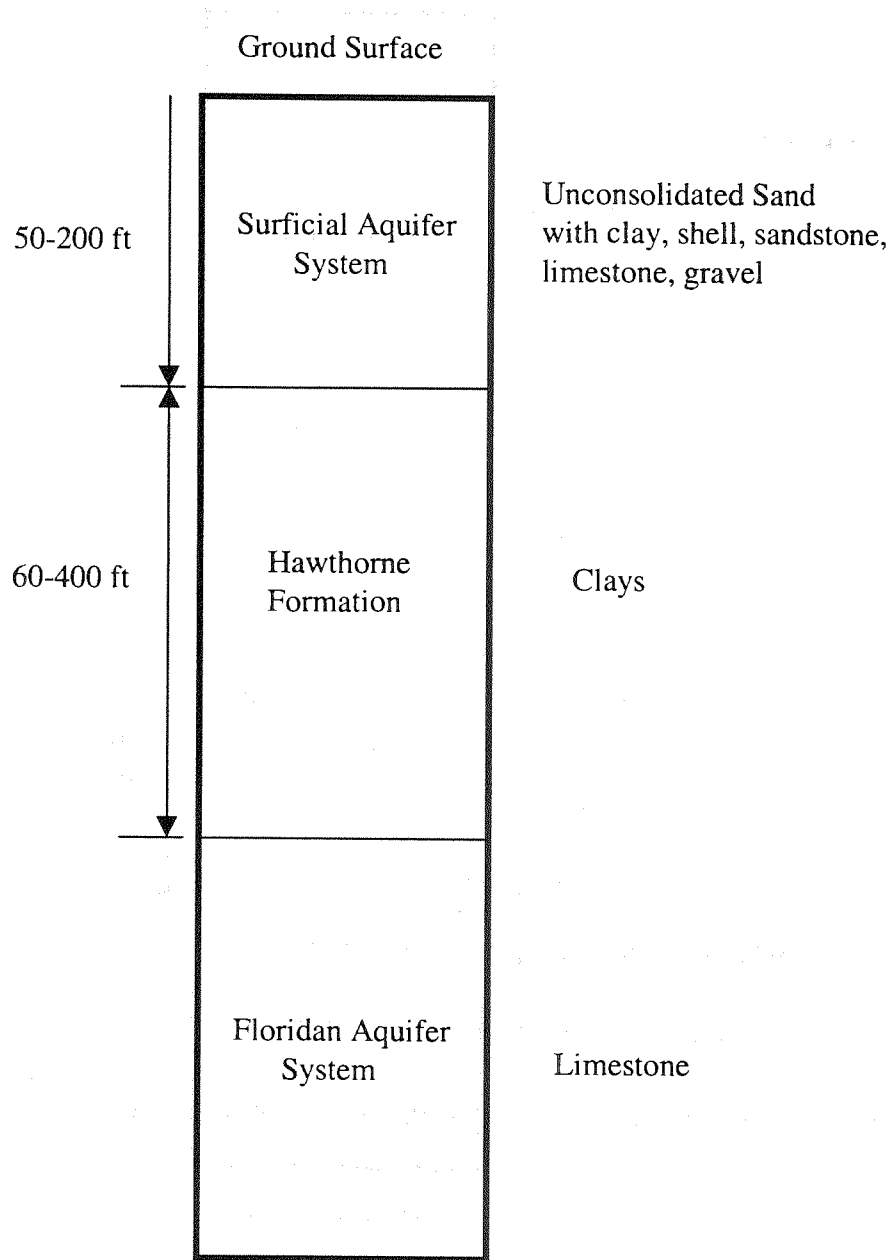 Ground Surface
50-200 ft
Surficial Aquifer
System
Unconsolidated Sand
with clay, shell, sandstone,
limestone, gravel
60-400 ft
Hawthorne
Formation
Clays
Floridan Aquifer
System
Limestone